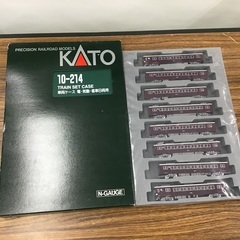 PRECISION RAILROAD MODELS
KATO
10-214
TRAIN SET CASE
N-GAUGE